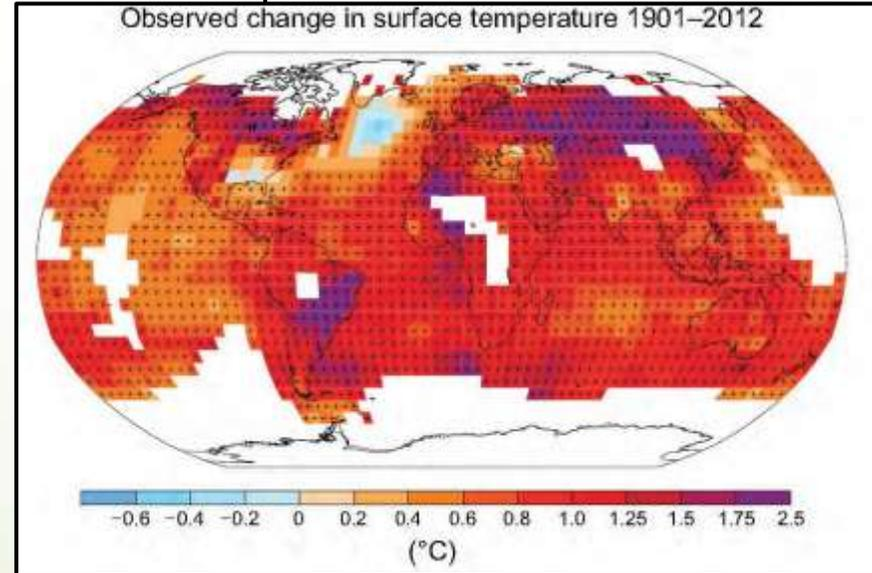 Observed change in surface temperature 1901–2012
−0.6 −0.4 −0.2 0 0.2 0.4 0.6 0.8 1.0 1.25 1.5 1.75 2.5
(°C)